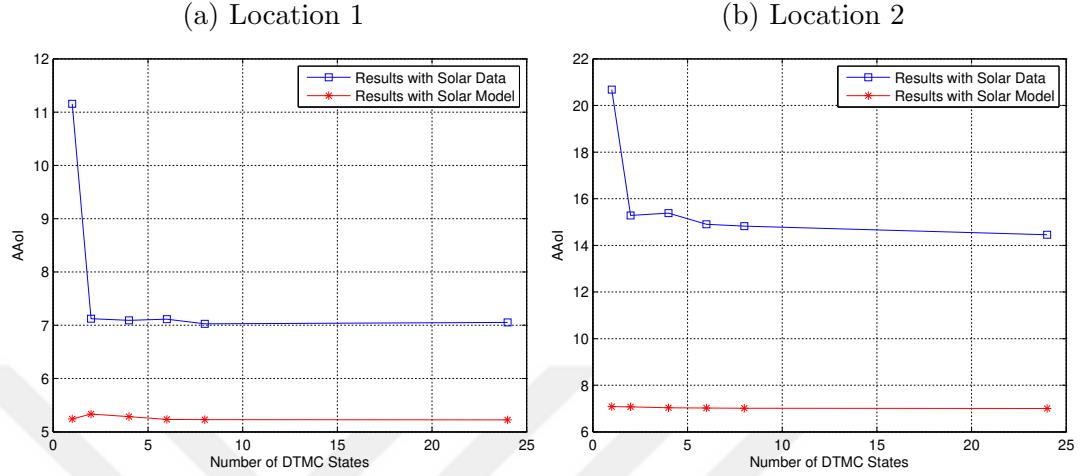 (a) Location 1
12
11
10
9
8
7
6
5
0 5 10 15 20 25
AAoI
Number of DTMC States
Results with Solar Data
Results with Solar Model
(b) Location 2
22
20
18
16
14
12
10
8
6
0 5 10 15 20 25
AAoI
Number of DTMC States
Results with Solar Data
Results with Solar Model